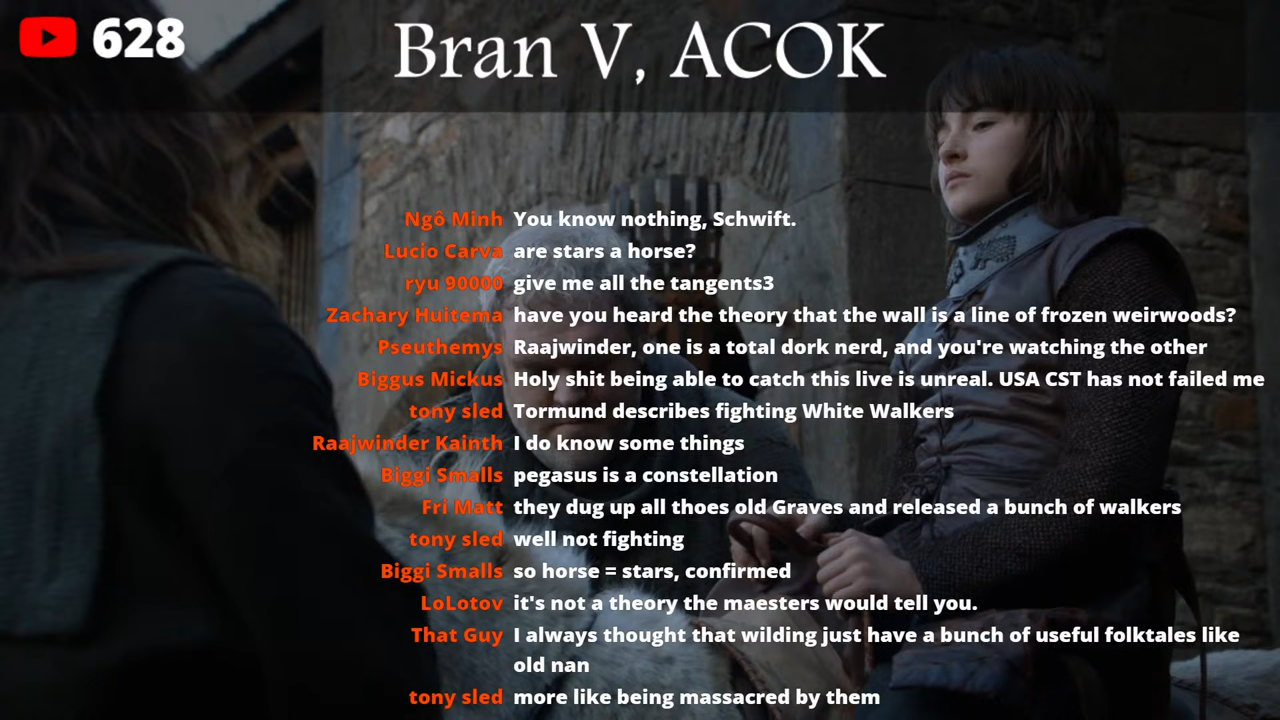 628
Bran V, ACOK
Ngô Minh You know nothing, Schwift.
Lucio Carva are stars a horse?
ryu 90000 give me all the tangents3
Zachary Huitema have you heard the theory that the wall is a line of frozen weirwoods?
Pseuthemys Raajwinder, one is a total dork nerd, and you're watching the other
Biggus Mickus Holy shit being able to catch this live is unreal. USA CST has not failed me
tony sled Tormund describes fighting White Walkers
Raajwinder Kainth I do know some things
Biggi Smalls pegasus is a constellation
Fri Matt they dug up all thoes old Graves and released a bunch of walkers
tony sled well not fighting
Biggi Smalls so horse = stars, confirmed
LoLotov it's not a theory the maesters would tell you.
That Guy I always thought that wilding just have a bunch of useful folktales like
old nan
tony sled more like being massacred by them